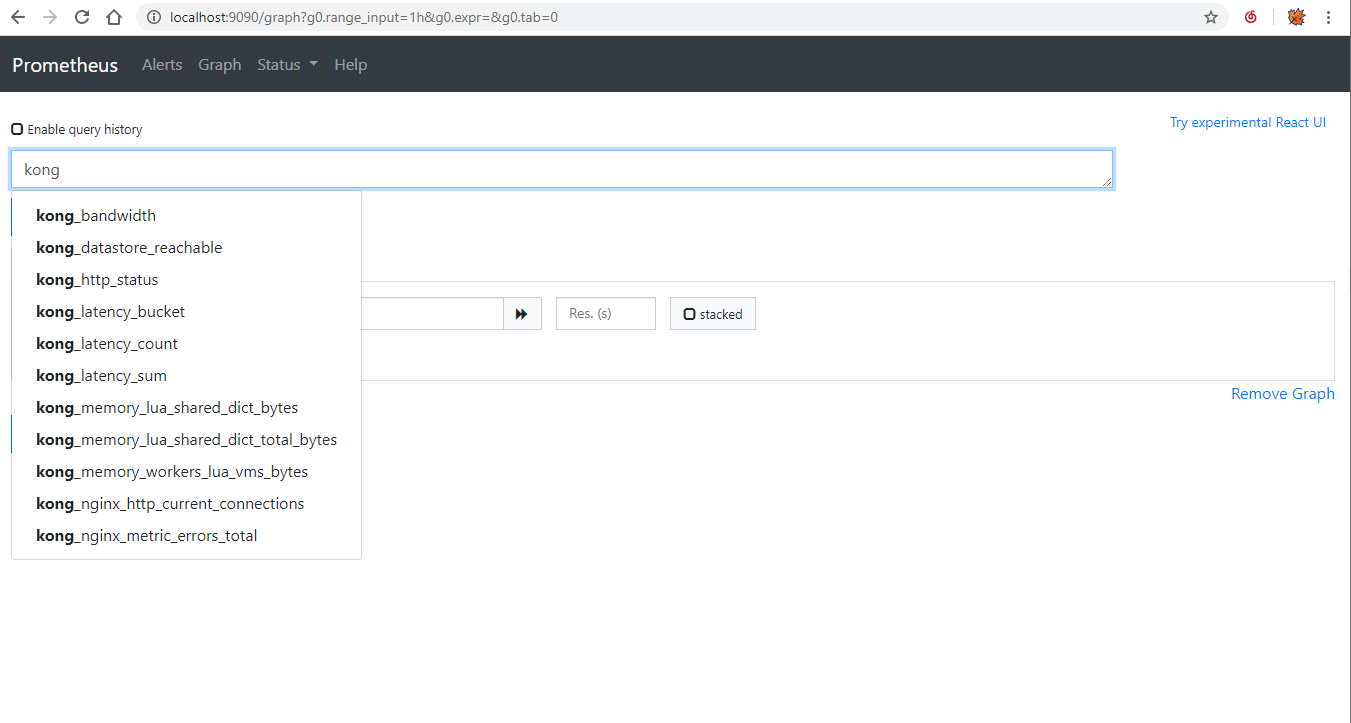 localhost:9090/graph?g0.range_input=1h&g0.expr=&g0.tab=0
Prometheus Alerts Graph Status Help
Enable query history
Try experimental React UI
kong
kong_bandwidth
kong_datastore_reachable
kong_http_status
kong_latency_bucket
kong_latency_count
kong_latency_sum
kong_memory_lua_shared_dict_bytes
kong_memory_lua_shared_dict_total_bytes
kong_memory_workers_lua_vms_bytes
kong_nginx_http_current_connections
kong_nginx_metric_errors_total
Res. (s)
stacked
Remove Graph